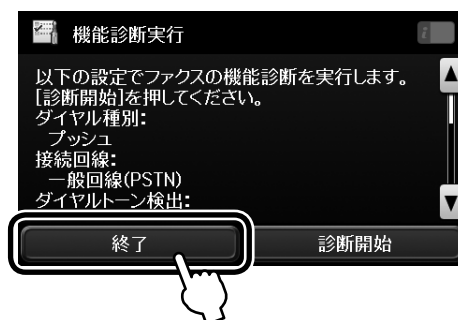 機能診断実行
以下の設定でファクスの機能診断を実行します。
[診断開始]を押してください。
ダイヤル種別:
プッシュ
接続回線:
一般回線(PSTN)
ダイヤルトーン検出:
終了
診断開始